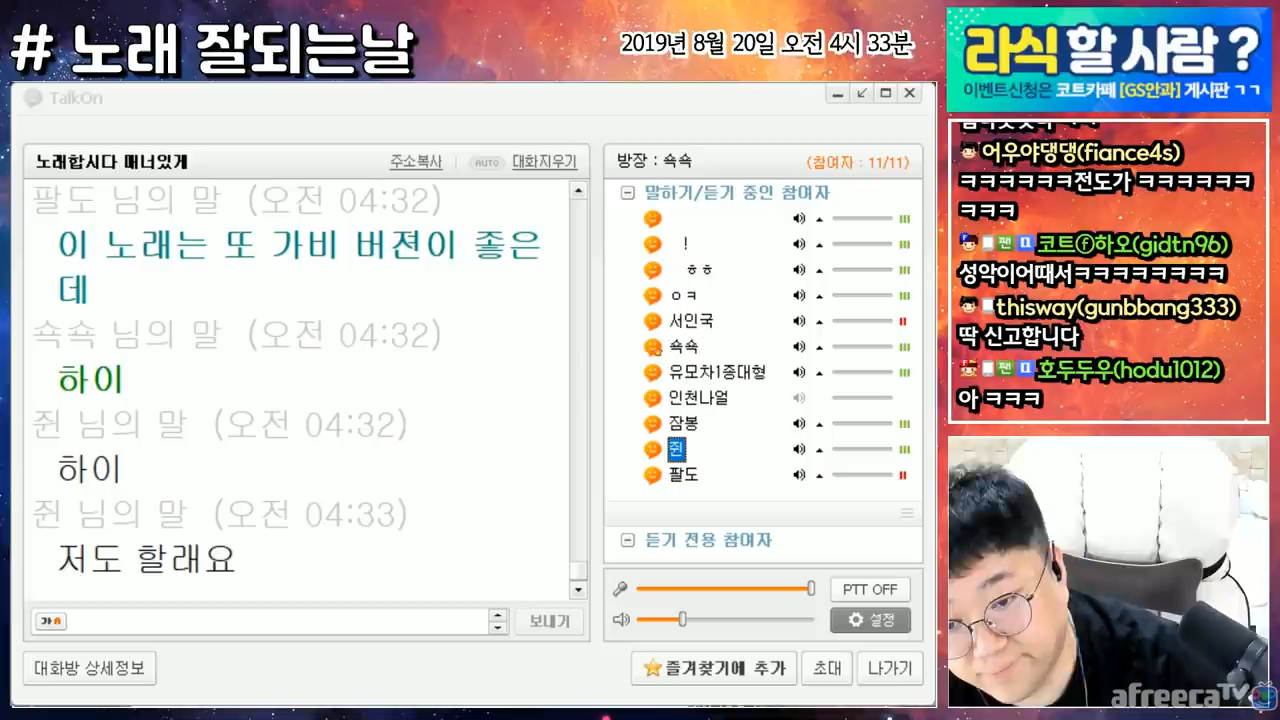 # 노래 잘되는날
2019년 8월 20일 오전 4시 33분
라식 할 사람 ?
이벤트신청은 코트카페 [GS안과] 게시판 ㄱㄱ
TalkOn
노래합시다 매너있게
주소복사
AUTO
대화지우기
팔도 님의 말 (오전 04:32)
이 노래는 또 가비 버젼이 좋은
데
쇽쇽 님의 말 (오전 04:32)
하이
쥔 님의 말 (오전 04:32)
하이
쥔 님의 말 (오전 04:33)
저도 할래요
가
보내기
대화방 상세정보
방장 : 쇽쇽
(참여자 : 11/11)
말하기/듣기 중인 참여자
!
ㅎㅎ
ㅇㅋ
서인국
쇽쇽
유모차1종대형
인천나얼
잠봉
쥔
팔도
듣기 전용 참여자
PTT OFF
설정
즐겨찾기에 추가
초대
나가기
어우야댕댕(fiance4s)
ㅋㅋㅋㅋㅋㅋ전도가 ㅋㅋㅋㅋㅋㅋ
ㅋㅋㅋ
팬 코트ⓕ하오(gidtn96)
성악이어때서ㅋㅋㅋㅋㅋㅋㅋㅋ
thisway(gunbbang333)
딱 신고합니다
팬 호두두우(hodu1012)
아 ㅋㅋㅋ
afreecaTV